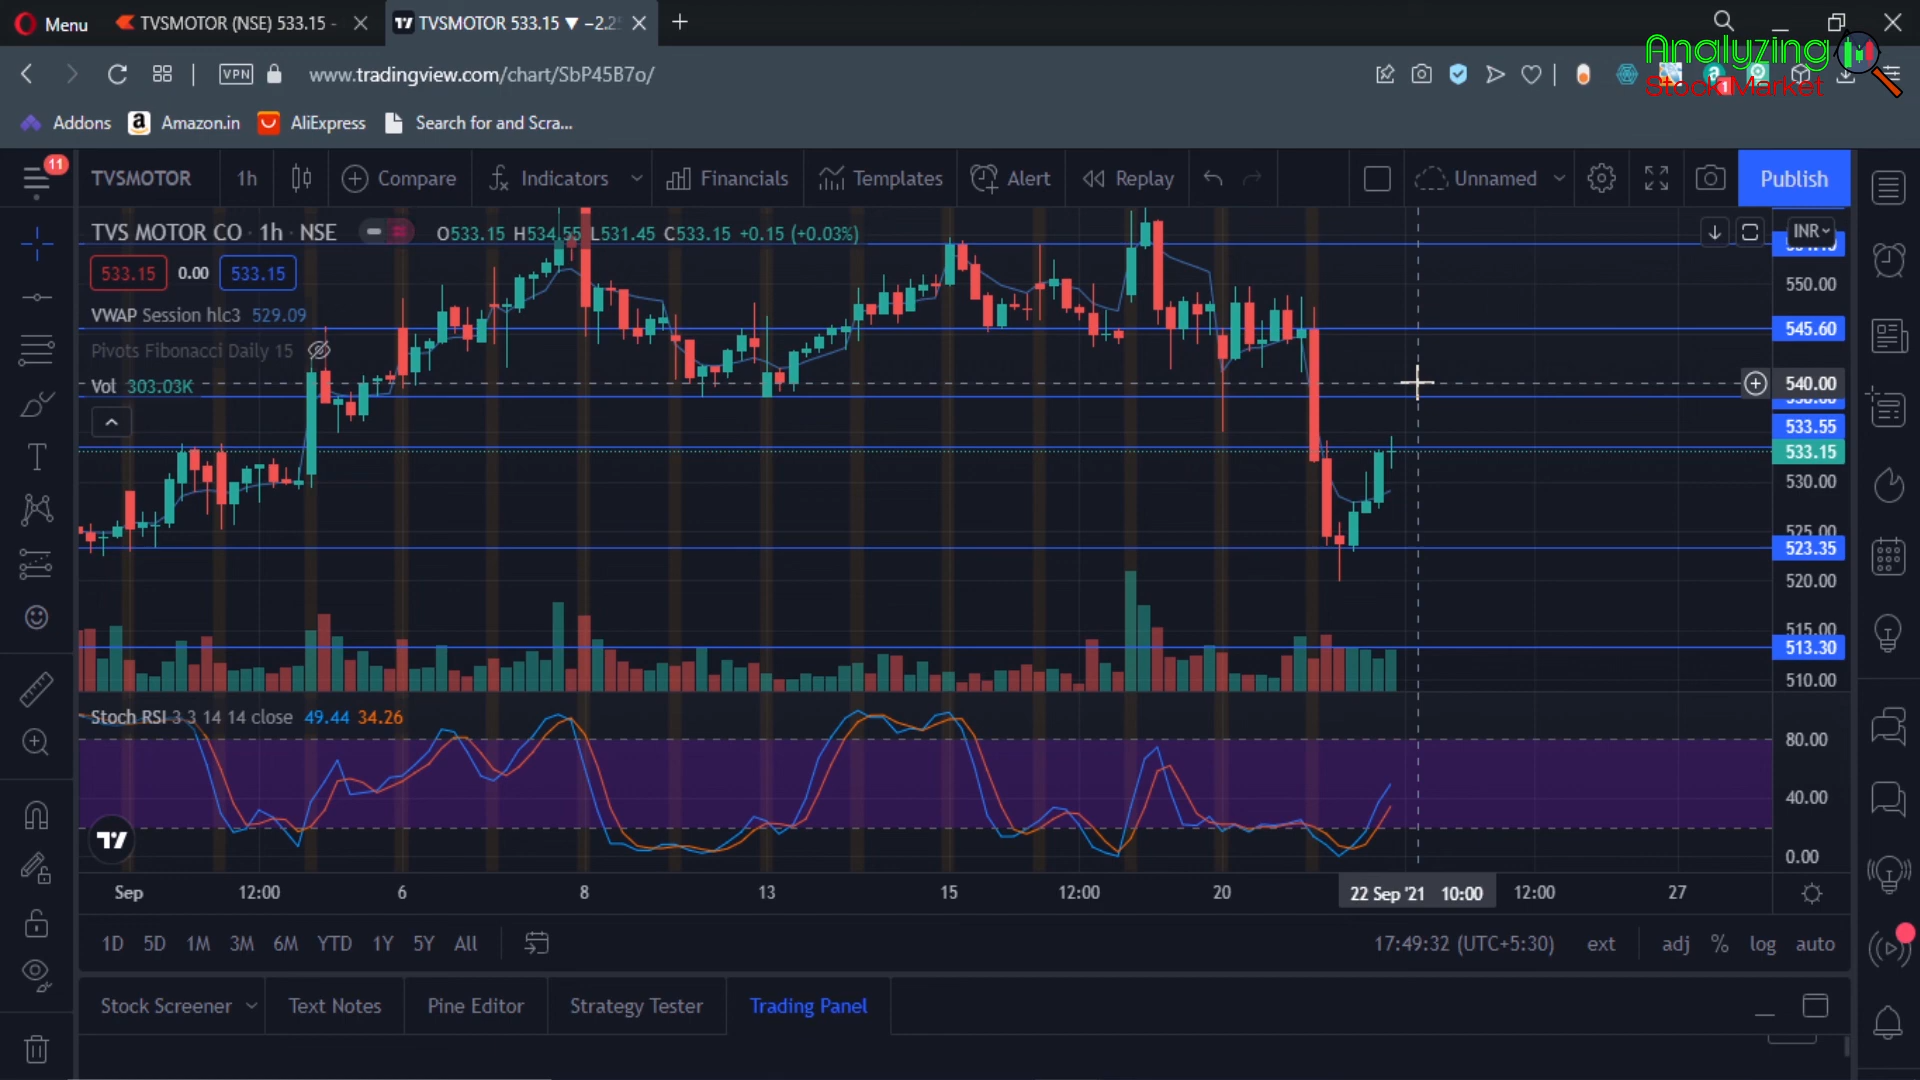 Menu
TVSMOTOR (NSE) 533.15 -
TVSMOTOR 533.15 ▼ −2.2
VPN
www.tradingview.com/chart/SbP45B7o/
Analyzing
Stock Market
1
Addons
Amazon.in
AliExpress
Search for and Scra...
11
TVSMOTOR
1h
Compare
Indicators
Financials
Templates
Alert
Replay
Unnamed
Publish
TVS MOTOR CO · 1h · NSE
O533.15 H534.55 L531.45 C533.15 +0.15 (+0.03%)
INR
533.15 0.00 533.15
550.00
VWAP Session hlc3 529.09
545.60
Pivots Fibonacci Daily 15
Vol 303.03K
540.00
533.55
533.15
530.00
525.00
523.35
520.00
515.00
513.30
510.00
Stoch RSI 3 3 14 14 close 49.44 34.26
80.00
40.00
0.00
Sep 12:00 6 8 13 15 12:00 20 22 Sep '21 10:00 12:00 27
1D 5D 1M 3M 6M YTD 1Y 5Y All
17:49:32 (UTC+5:30) ext adj % log auto
Stock Screener Text Notes Pine Editor Strategy Tester Trading Panel